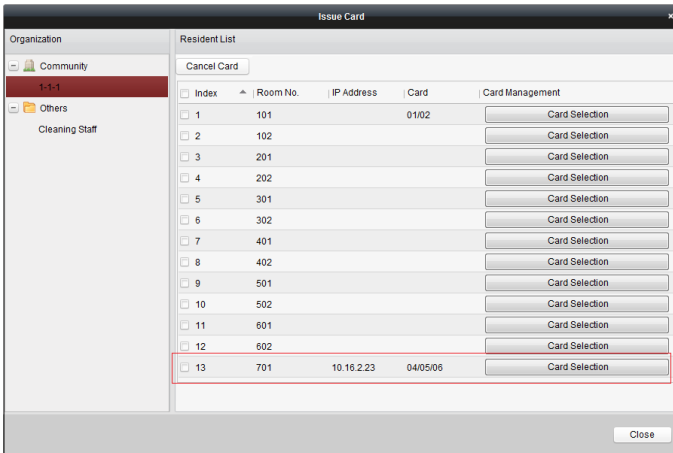 Issue Card ×
Organization
Resident List
Community
1-1-1
Others
Cleaning Staff
Cancel Card
Index Room No. IP Address Card Card Management
1 101 01/02 Card Selection
2 102 Card Selection
3 201 Card Selection
4 202 Card Selection
5 301 Card Selection
6 302 Card Selection
7 401 Card Selection
8 402 Card Selection
9 501 Card Selection
10 502 Card Selection
11 601 Card Selection
12 602 Card Selection
13 701 10.16.2.23 04/05/06 Card Selection
Close